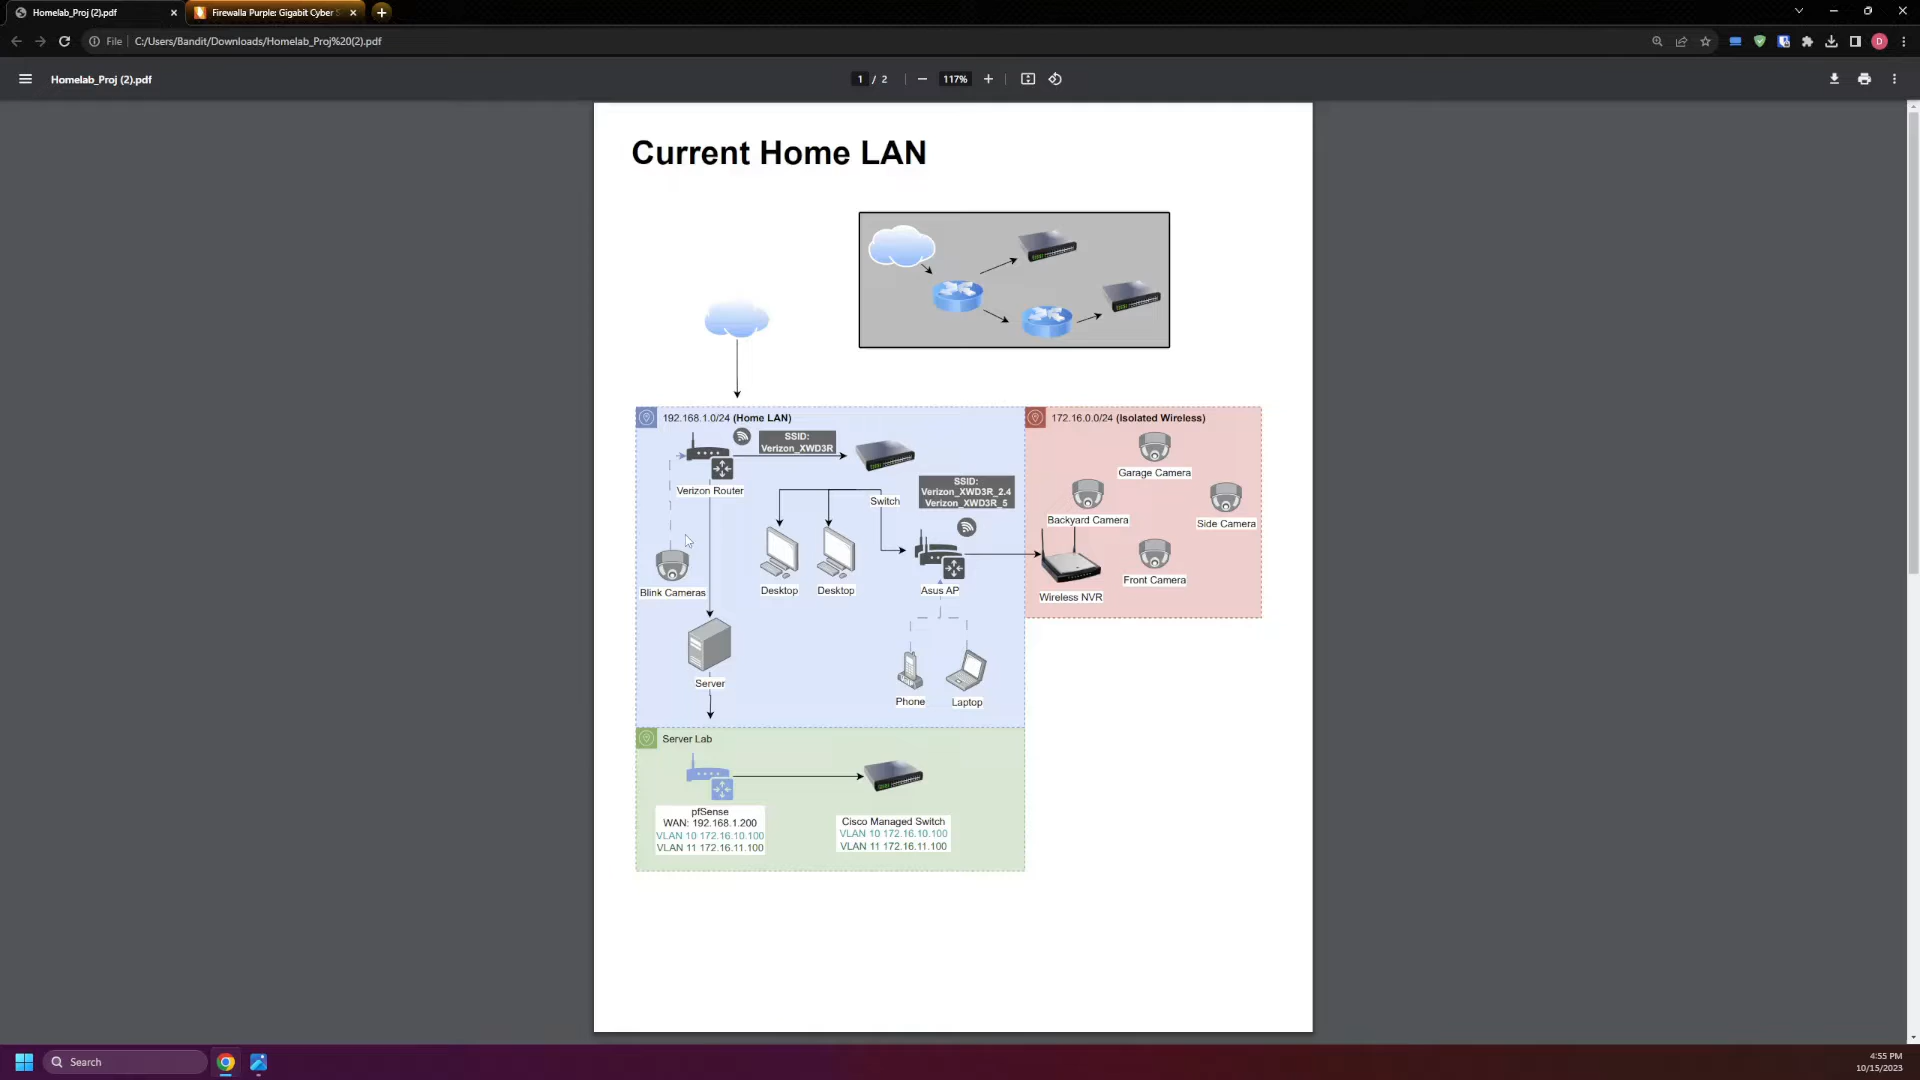 Homelab_Proj (2).pdf
Firewalla Purple: Gigabit Cyber S
File
C:/Users/Bandit/Downloads/Homelab_Proj%20(2).pdf
D
Homelab_Proj (2).pdf
1 / 2
117%
Current Home LAN
192.168.1.0/24 (Home LAN)
172.16.0.0/24 (Isolated Wireless)
SSID:
Verizon_XWD3R
Garage Camera
Verizon Router
SSID:
Verizon_XWD3R_2.4
Verizon_XWD3R_5
Switch
Backyard Camera
Side Camera
Front Camera
Blink Cameras
Desktop
Desktop
Asus AP
Wireless NVR
Server
Phone
Laptop
Server Lab
pfSense
WAN: 192.168.1.200
VLAN 10 172.16.10.100
VLAN 11 172.16.11.100
Cisco Managed Switch
VLAN 10 172.16.10.100
VLAN 11 172.16.11.100
Search
4:55 PM
10/15/2023